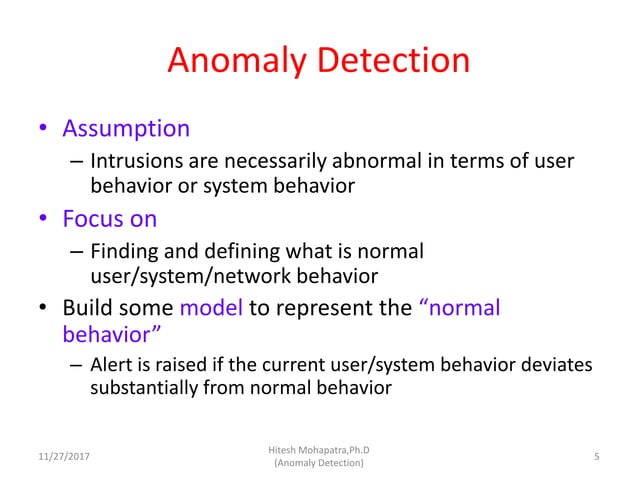 Anomaly Detection
• Assumption
– Intrusions are necessarily abnormal in terms of user
behavior or system behavior
• Focus on
– Finding and defining what is normal
user/system/network behavior
• Build some model to represent the “normal
behavior”
– Alert is raised if the current user/system behavior deviates
substantially from normal behavior
11/27/2017
Hitesh Mohapatra,Ph.D
(Anomaly Detection)
5